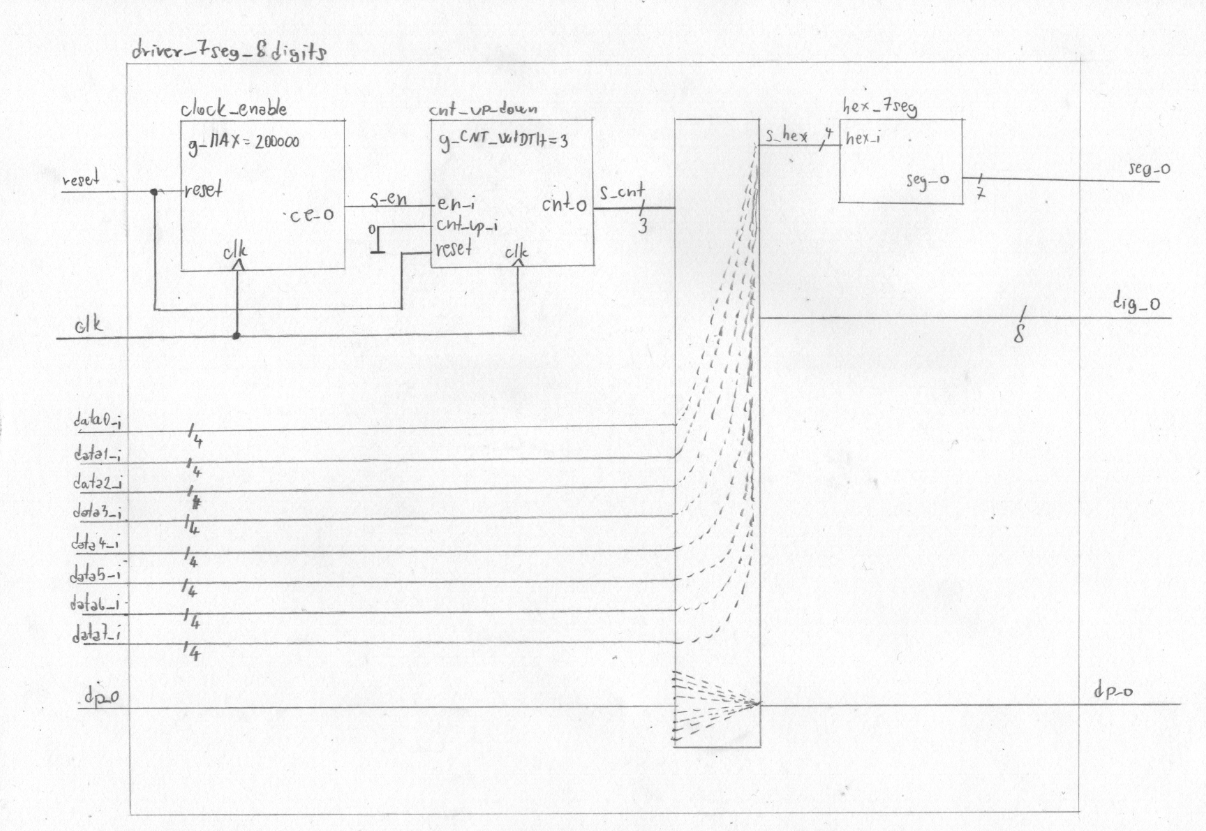 driver_7seg_8digits
clock_enable
g_MAX = 200000
reset
ce_o
clk
cnt_up_down
g_CNT_WIDTH = 3
en_i
cnt_up_i
reset
clk
cnt_o
hex_7seg
hex_i
seg_o
reset
clk
s_en
0
s_cnt
3
s_hex
4
7
seg_o
8
dig_o
data0_i
4
data1_i
4
data2_i
4
data3_i
4
data4_i
4
data5_i
4
data6_i
4
data7_i
4
dp_o
dp_o